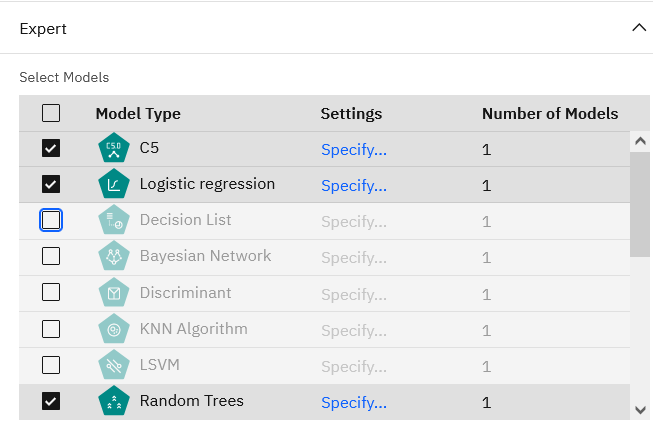 Expert
Select Models
Model Type Settings Number of Models
C5.0 C5 Specify... 1
Logistic regression Specify... 1
Decision List Specify... 1
Bayesian Network Specify... 1
Discriminant Specify... 1
KNN Algorithm Specify... 1
LSVM Specify... 1
Random Trees Specify... 1